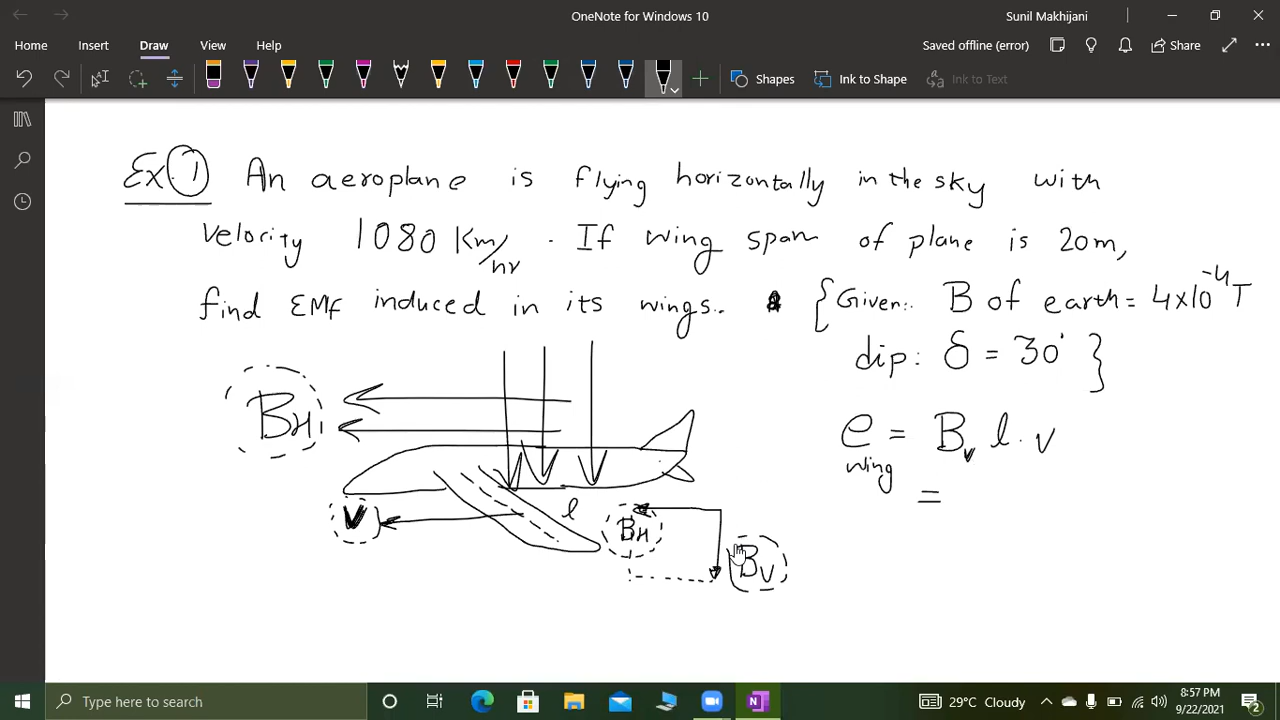 OneNote for Windows 10
Sunil Makhijani
Home Insert Draw View Help
Saved offline (error)
Share
Shapes
Ink to Shape
Ink to Text
Ex. 1 An aeroplane is flying horizontally in the sky with
velocity 1080 Km/hr . If wing span of plane is 20m,
find EMF induced in its wings. { Given:. B of earth = 4x10⁻⁴ T
dip: δ = 30° }
BH
e wing = Bv l . v
=
V
l
BH
BV
Type here to search
29°C Cloudy
8:57 PM
9/22/2021
2